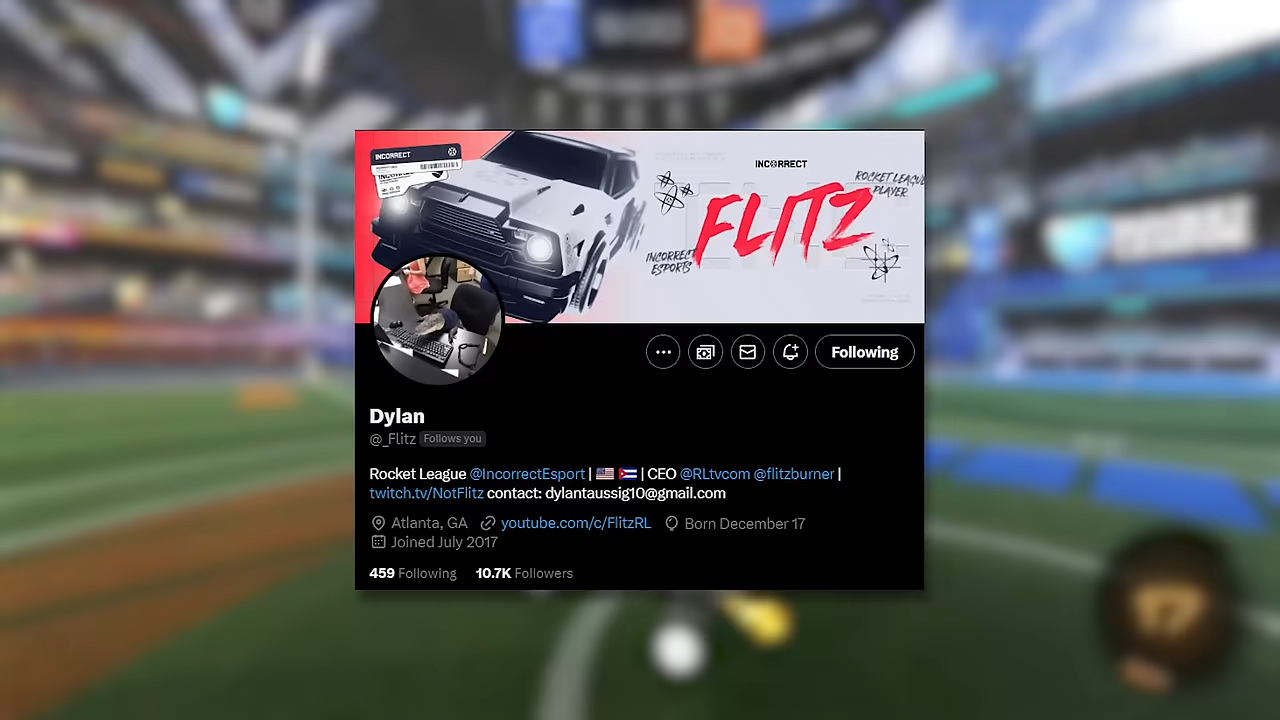 INCORRECT
INCORRECT
ROCKET LEAGUE
PLAYER
FLITZ
INCORRECT
ESPORTS
Following
Dylan
@_Flitz Follows you
Rocket League @IncorrectEsport | 🇺🇸 🇨🇺 | CEO @RLtvcom @flitzburner |
twitch.tv/NotFlitz contact: dylantaussig10@gmail.com
Atlanta, GA youtube.com/c/FlitzRL Born December 17
Joined July 2017
459 Following 10.7K Followers
17